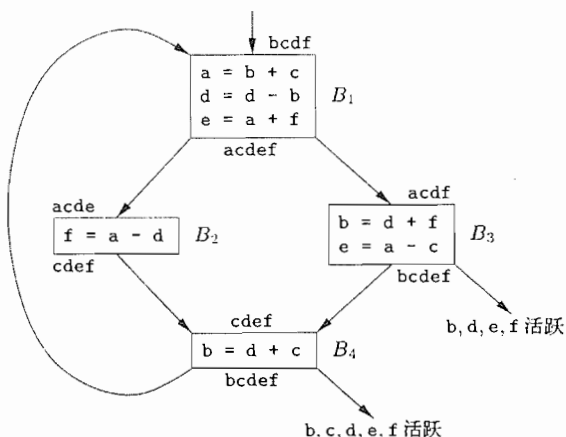 bcdf
a = b + c
d = d - b
e = a + f
B1
acdef
acde
f = a - d
B2
cdef
acdf
b = d + f
e = a - c
B3
bcdef
b, d, e, f 活跃
cdef
b = d + c
B4
bcdef
b, c, d, e, f 活跃